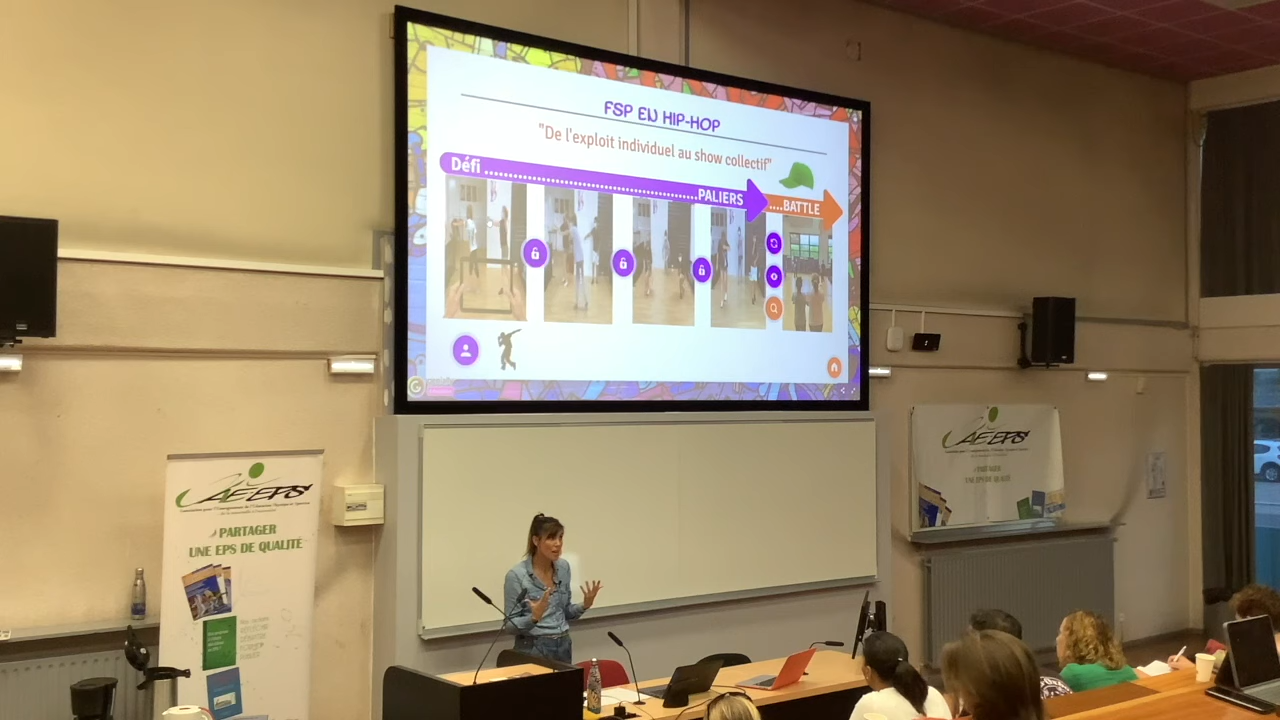 FSP EN HIP-HOP
"De l'exploit individuel au show collectif"
Défi ........ PALIERS
....BATTLE
AEEPS
PARTAGER
UNE EPS DE QUALITÉ
AEEPS
PARTAGER
UNE EPS DE QUALITÉ